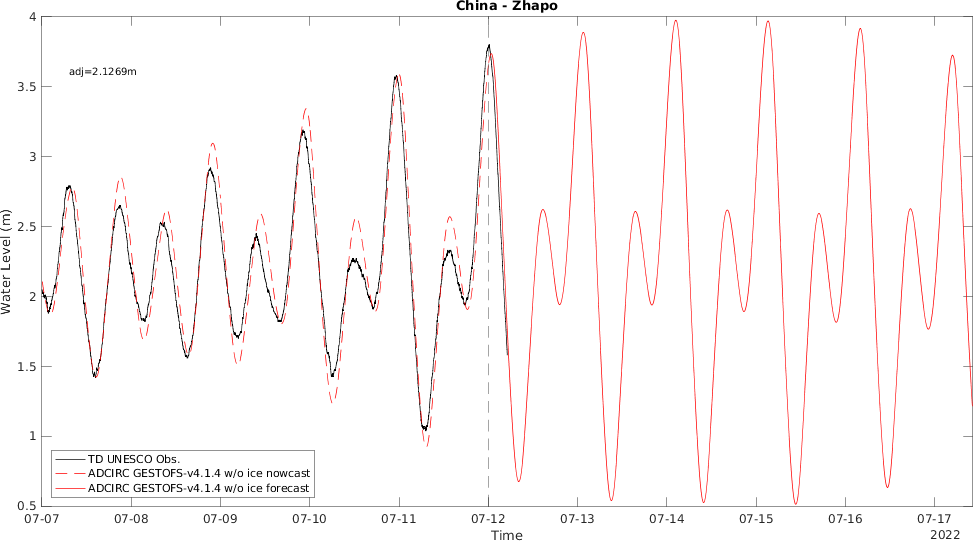 China - Zhapo
adj=2.1269m
4
3.5
3
2.5
2
1.5
1
0.5
Water Level (m)
TD UNESCO Obs.
ADCIRC GESTOFS-v4.1.4 w/o ice nowcast
ADCIRC GESTOFS-v4.1.4 w/o ice forecast
07-07 07-08 07-09 07-10 07-11 07-12 07-13 07-14 07-15 07-16 07-17
2022
Time